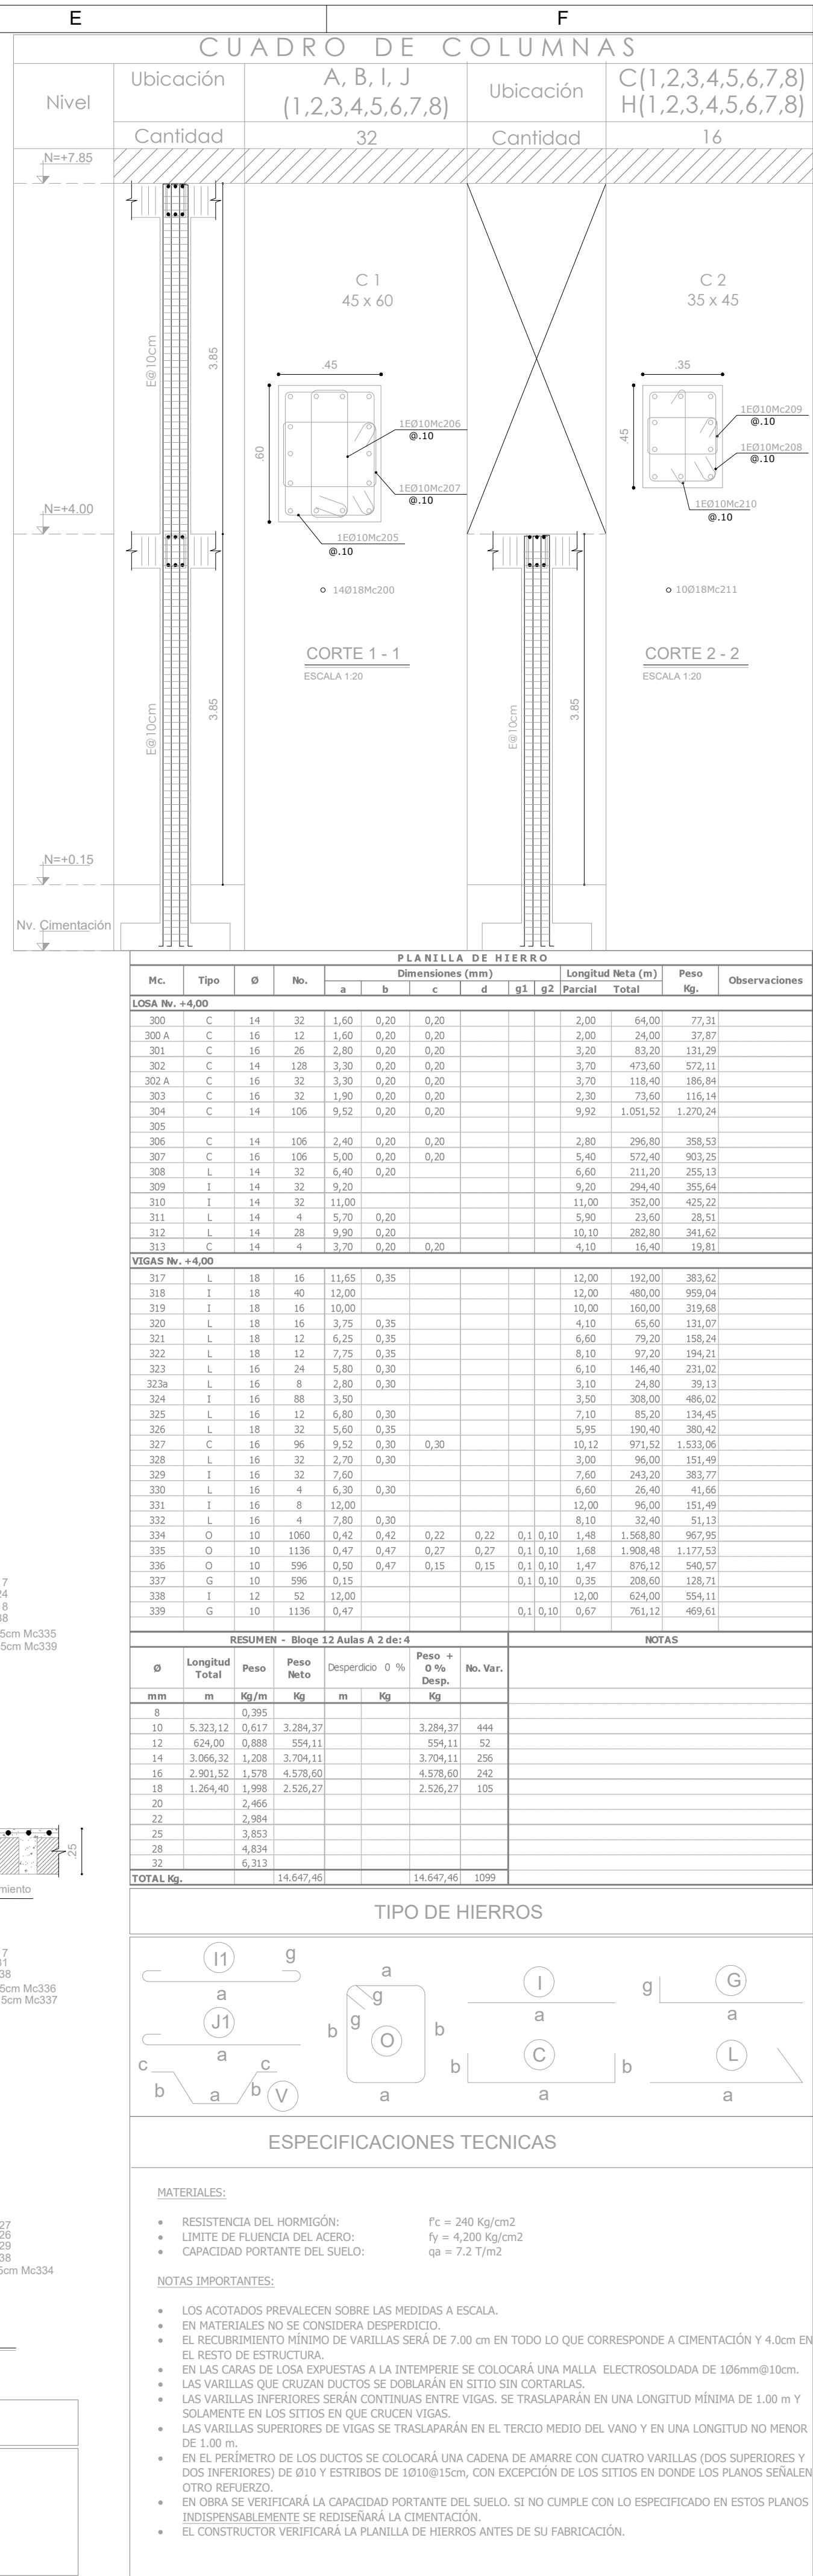 E F
CUADRO DE COLUMNAS
Nivel Ubicación A, B, I, J (1,2,3,4,5,6,7,8) Ubicación C(1,2,3,4,5,6,7,8) H(1,2,3,4,5,6,7,8)
Cantidad 32 Cantidad 16
N=+7.85
C 1 C 2
45 x 60 35 x 45
E@10cm 3.85
.45 .35
.60 .45
1EØ10Mc206 @.10
1EØ10Mc207 @.10
1EØ10Mc205 @.10
1EØ10Mc209 @.10
1EØ10Mc208 @.10
1EØ10Mc210 @.10
N=+4.00
14Ø18Mc200 10Ø18Mc211
CORTE 1 - 1 CORTE 2 - 2
ESCALA 1:20 ESCALA 1:20
E@10cm 3.85 E@10cm 3.85
N=+0.15
Nv. Cimentación
PLANILLA DE HIERRO
Mc. Tipo Ø No. Dimensiones (mm) Longitud Neta (m) Peso Kg. Observaciones
a b c d g1 g2 Parcial Total
LOSA Nv. +4,00
300 C 14 32 1,60 0,20 0,20 2,00 64,00 77,31
300 A C 16 12 1,60 0,20 0,20 2,00 24,00 37,87
301 C 16 26 2,80 0,20 0,20 3,20 83,20 131,29
302 C 14 128 3,30 0,20 0,20 3,70 473,60 572,11
302 A C 16 32 3,30 0,20 0,20 3,70 118,40 186,84
303 C 16 32 1,90 0,20 0,20 2,30 73,60 116,14
304 C 14 106 9,52 0,20 0,20 9,92 1.051,52 1.270,24
305
306 C 14 106 2,40 0,20 0,20 2,80 296,80 358,53
307 C 16 106 5,00 0,20 0,20 5,40 572,40 903,25
308 L 14 32 6,40 0,20 6,60 211,20 255,13
309 I 14 32 9,20 9,20 294,40 355,64
310 I 14 32 11,00 11,00 352,00 425,22
311 L 14 4 5,70 0,20 5,90 23,60 28,51
312 L 14 28 9,90 0,20 10,10 282,80 341,62
313 C 14 4 3,70 0,20 0,20 4,10 16,40 19,81
VIGAS Nv. +4,00
317 L 18 16 11,65 0,35 12,00 192,00 383,62
318 I 18 40 12,00 12,00 480,00 959,04
319 I 18 16 10,00 10,00 160,00 319,68
320 L 18 16 3,75 0,35 4,10 65,60 131,07
321 L 18 12 6,25 0,35 6,60 79,20 158,24
322 L 18 12 7,75 0,35 8,10 97,20 194,21
323 L 16 24 5,80 0,30 6,10 146,40 231,02
323a L 16 8 2,80 0,30 3,10 24,80 39,13
324 I 16 88 3,50 3,50 308,00 486,02
325 L 16 12 6,80 0,30 7,10 85,20 134,45
326 L 18 32 5,60 0,35 5,95 190,40 380,42
327 C 16 96 9,52 0,30 0,30 10,12 971,52 1.533,06
328 L 16 32 2,70 0,30 3,00 96,00 151,49
329 I 16 32 7,60 7,60 243,20 383,77
330 L 16 4 6,30 0,30 6,60 26,40 41,66
331 I 16 8 12,00 12,00 96,00 151,49
332 L 16 4 7,80 0,30 8,10 32,40 51,13
334 O 10 1060 0,42 0,42 0,22 0,22 0,1 0,10 1,48 1.568,80 967,95
335 O 10 1136 0,47 0,47 0,27 0,27 0,1 0,10 1,68 1.908,48 1.177,53
336 O 10 596 0,50 0,47 0,15 0,15 0,1 0,10 1,47 876,12 540,57
337 G 10 596 0,15 0,1 0,10 0,35 208,60 128,71
338 I 12 52 12,00 12,00 624,00 554,11
339 G 10 1136 0,47 0,1 0,10 0,67 761,12 469,61
RESUMEN - Bloqe 12 Aulas A 2 de: 4 NOTAS
Ø Longitud Total Peso Peso Neto Desperdicio 0 % Peso + 0 % Desp. No. Var.
mm m Kg/m Kg m Kg Kg
8 0,395
10 5.323,12 0,617 3.284,37 3.284,37 444
12 624,00 0,888 554,11 554,11 52
14 3.066,32 1,208 3.704,11 3.704,11 256
16 2.901,52 1,578 4.578,60 4.578,60 242
18 1.264,40 1,998 2.526,27 2.526,27 105
20 2,466
22 2,984
25 3,853
28 4,834
32 6,313
TOTAL Kg. 14.647,46 14.647,46 1099
7
24
8
38
5cm Mc335
5cm Mc339
.25
miento
7
31
38
5cm Mc336
5cm Mc337
27
26
29
38
5cm Mc334
TIPO DE HIERROS
I1 g a
J1 a
c c b a b V
a g g b O b a
I a
b C b a
g G a
L a
ESPECIFICACIONES TECNICAS
MATERIALES:
• RESISTENCIA DEL HORMIGÓN: f'c = 240 Kg/cm2
• LIMITE DE FLUENCIA DEL ACERO: fy = 4,200 Kg/cm2
• CAPACIDAD PORTANTE DEL SUELO: qa = 7.2 T/m2
NOTAS IMPORTANTES:
• LOS ACOTADOS PREVALECEN SOBRE LAS MEDIDAS A ESCALA.
• EN MATERIALES NO SE CONSIDERA DESPERDICIO.
• EL RECUBRIMIENTO MÍNIMO DE VARILLAS SERÁ DE 7.00 cm EN TODO LO QUE CORRESPONDE A CIMENTACIÓN Y 4.0cm EN
EL RESTO DE ESTRUCTURA.
• EN LAS CARAS DE LOSA EXPUESTAS A LA INTEMPERIE SE COLOCARÁ UNA MALLA ELECTROSOLDADA DE 1Ø6mm@10cm.
• LAS VARILLAS QUE CRUZAN DUCTOS SE DOBLARÁN EN SITIO SIN CORTARLAS.
• LAS VARILLAS INFERIORES SERÁN CONTINUAS ENTRE VIGAS. SE TRASLAPARÁN EN UNA LONGITUD MÍNIMA DE 1.00 m Y
SOLAMENTE EN LOS SITIOS EN QUE CRUCEN VIGAS.
• LAS VARILLAS SUPERIORES DE VIGAS SE TRASLAPARÁN EN EL TERCIO MEDIO DEL VANO Y EN UNA LONGITUD NO MENOR
DE 1.00 m.
• EN EL PERÍMETRO DE LOS DUCTOS SE COLOCARÁ UNA CADENA DE AMARRE CON CUATRO VARILLAS (DOS SUPERIORES Y
DOS INFERIORES) DE Ø10 Y ESTRIBOS DE 1Ø10@15cm, CON EXCEPCIÓN DE LOS SITIOS EN DONDE LOS PLANOS SEÑALEN
OTRO REFUERZO.
• EN OBRA SE VERIFICARÁ LA CAPACIDAD PORTANTE DEL SUELO. SI NO CUMPLE CON LO ESPECIFICADO EN ESTOS PLANOS
INDISPENSABLEMENTE SE REDISEÑARÁ LA CIMENTACIÓN.
• EL CONSTRUCTOR VERIFICARÁ LA PLANILLA DE HIERROS ANTES DE SU FABRICACIÓN.